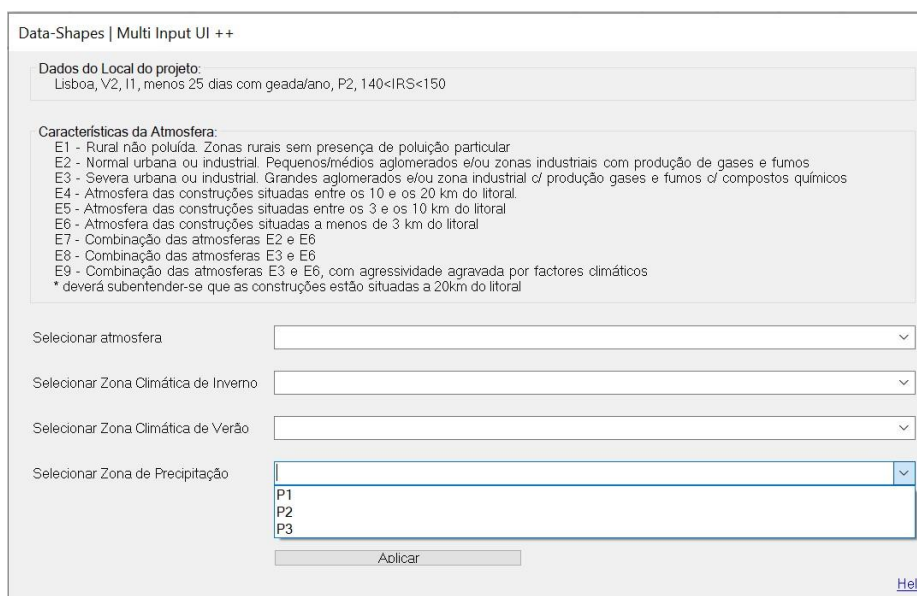 Data-Shapes | Multi Input UI ++
Dados do Local do projeto:
Lisboa, V2, I1, menos 25 dias com geada/ano, P2, 140<IRS<150
Características da Atmosfera:
E1 - Rural não poluída. Zonas rurais sem presença de poluição particular
E2 - Normal urbana ou industrial. Pequenos/médios aglomerados e/ou zonas industriais com produção de gases e fumos
E3 - Severa urbana ou industrial. Grandes aglomerados e/ou zona industrial c/ produção gases e fumos c/ compostos químicos
E4 - Atmosfera das construções situadas entre os 10 e os 20 km do litoral.
E5 - Atmosfera das construções situadas entre os 3 e os 10 km do litoral
E6 - Atmosfera das construções situadas a menos de 3 km do litoral
E7 - Combinação das atmosferas E2 e E6
E8 - Combinação das atmosferas E3 e E6
E9 - Combinação das atmosferas E3 e E6, com agressividade agravada por factores climáticos
* deverá subentender-se que as construções estão situadas a 20km do litoral
Selecionar atmosfera
Selecionar Zona Climática de Inverno
Selecionar Zona Climática de Verão
Selecionar Zona de Precipitação
P1
P2
P3
Aplicar
Hel